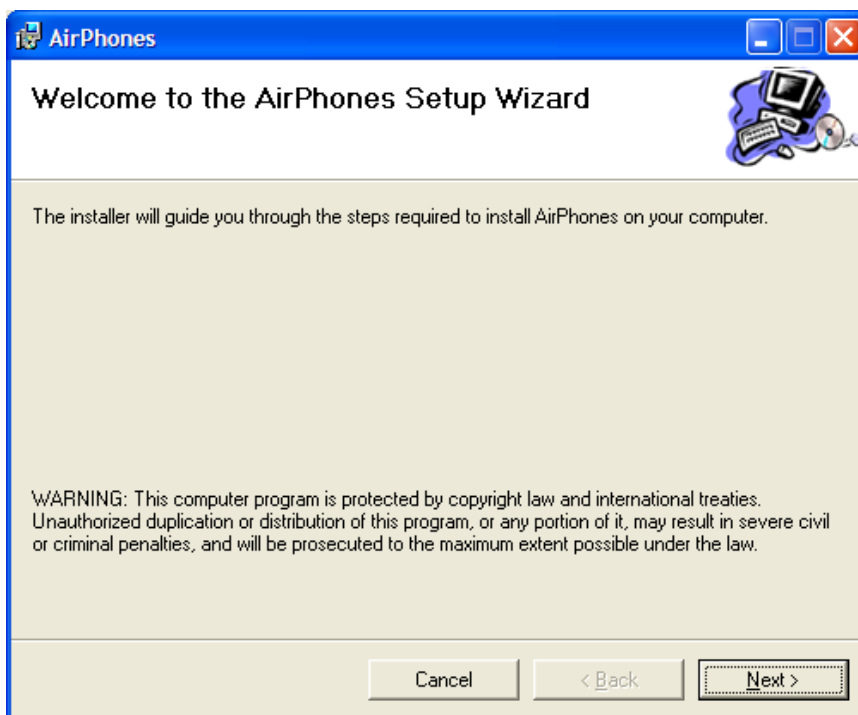 AirPhones
Welcome to the AirPhones Setup Wizard
The installer will guide you through the steps required to install AirPhones on your computer.
WARNING: This computer program is protected by copyright law and international treaties.
Unauthorized duplication or distribution of this program, or any portion of it, may result in severe civil
or criminal penalties, and will be prosecuted to the maximum extent possible under the law.
Cancel < Back Next >